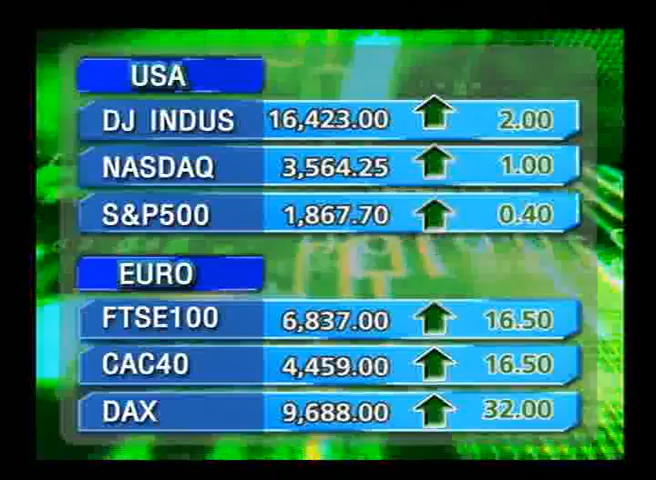 USA
DJ INDUS 16,423.00 2.00
NASDAQ 3,564.25 1.00
S&P500 1,867.70 0.40
EURO
FTSE100 6,837.00 16.50
CAC40 4,459.00 16.50
DAX 9,688.00 32.00